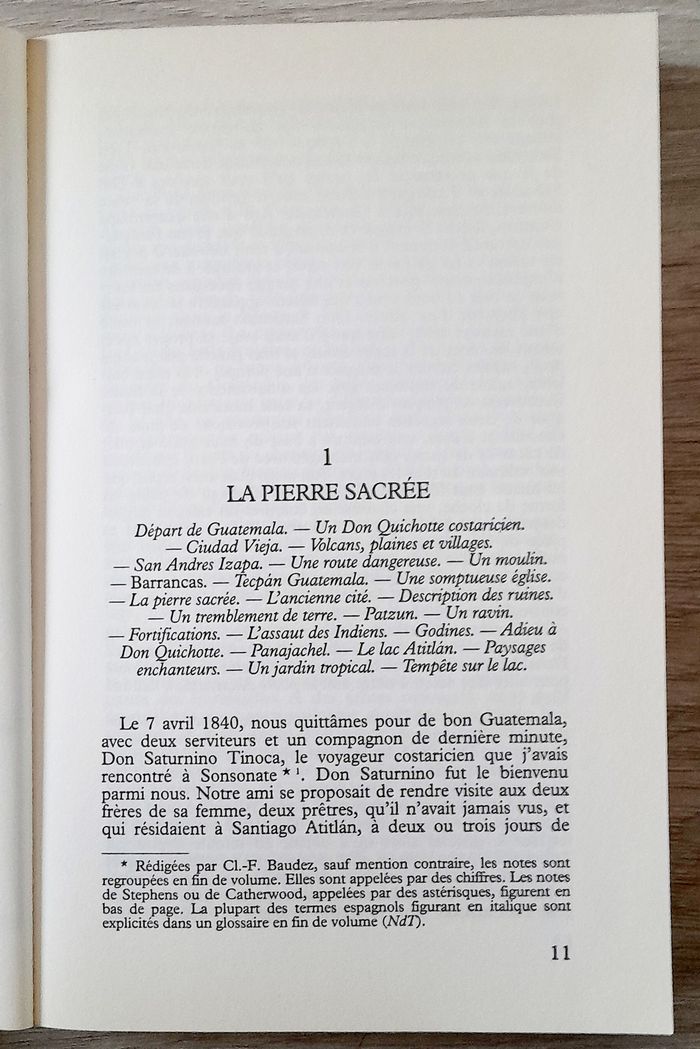 1
LA PIERRE SACRÉE
Départ de Guatemala. — Un Don Quichotte costaricien.
— Ciudad Vieja. — Volcans, plaines et villages.
— San Andres Izapa. — Une route dangereuse. — Un moulin.
— Barrancas. — Tecpán Guatemala. — Une somptueuse église.
— La pierre sacrée. — L'ancienne cité. — Description des ruines.
— Un tremblement de terre. — Patzun. — Un ravin.
— Fortifications. — L'assaut des Indiens. — Godines. — Adieu à
Don Quichotte. — Panajachel. — Le lac Atitlán. — Paysages
enchanteurs. — Un jardin tropical. — Tempête sur le lac.
Le 7 avril 1840, nous quittâmes pour de bon Guatemala,
avec deux serviteurs et un compagnon de dernière minute,
Don Saturnino Tinoca, le voyageur costaricien que j'avais
rencontré à Sonsonate ★ ¹. Don Saturnino fut le bienvenu
parmi nous. Notre ami se proposait de rendre visite aux deux
frères de sa femme, deux prêtres, qu'il n'avait jamais vus, et
qui résidaient à Santiago Atitlán, à deux ou trois jours de
★ Rédigées par Cl.-F. Baudez, sauf mention contraire, les notes sont
regroupées en fin de volume. Elles sont appelées par des chiffres. Les notes
de Stephens ou de Catherwood, appelées par des astérisques, figurent en
bas de page. La plupart des termes espagnols figurant en italique sont
explicités dans un glossaire en fin de volume (NdT).
11